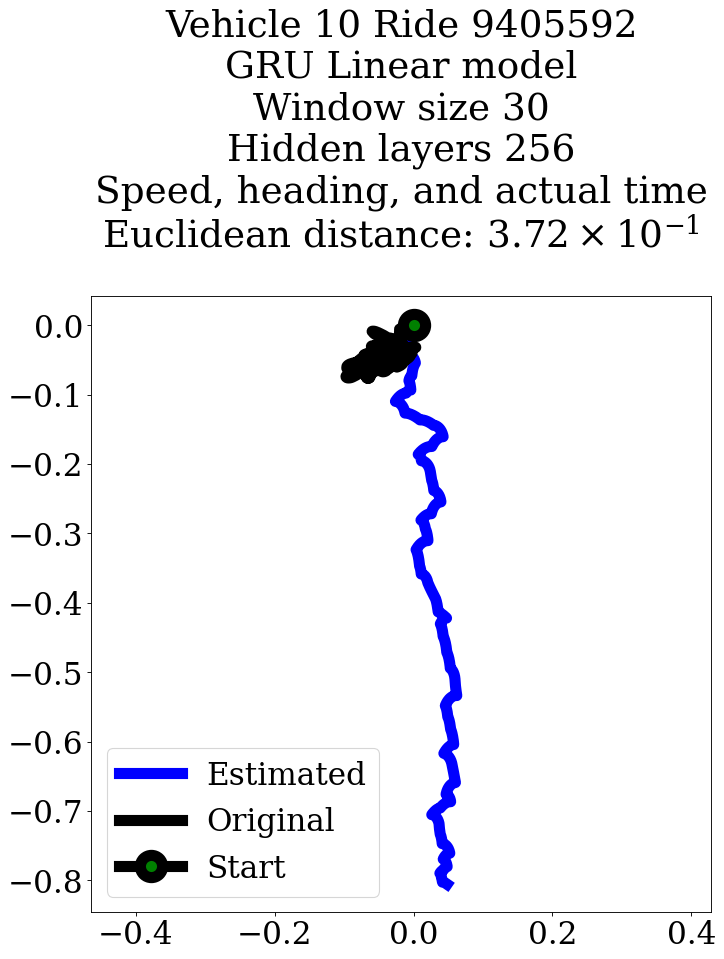 Vehicle 10 Ride 9405592
GRU Linear model
Window size 30
Hidden layers 256
Speed, heading, and actual time
Euclidean distance: 3.72 × 10⁻¹
0.0
−0.1
−0.2
−0.3
−0.4
−0.5
−0.6
−0.7
−0.8
Estimated
Original
Start
−0.4 −0.2 0.0 0.2 0.4